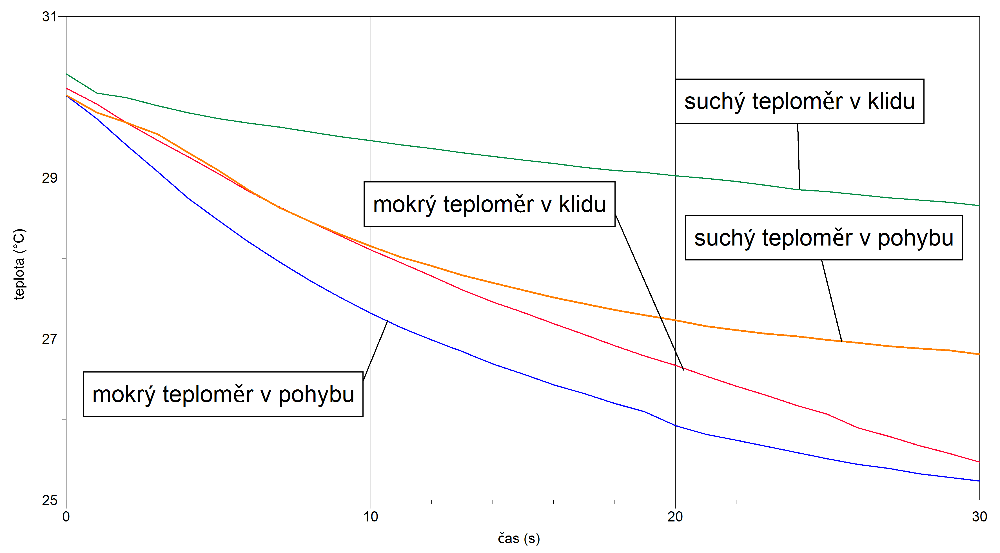 31
suchý teploměr v klidu
29
mokrý teploměr v klidu
suchý teploměr v pohybu
teplota (°C)
27
mokrý teploměr v pohybu
25
0 10 20 30
čas (s)